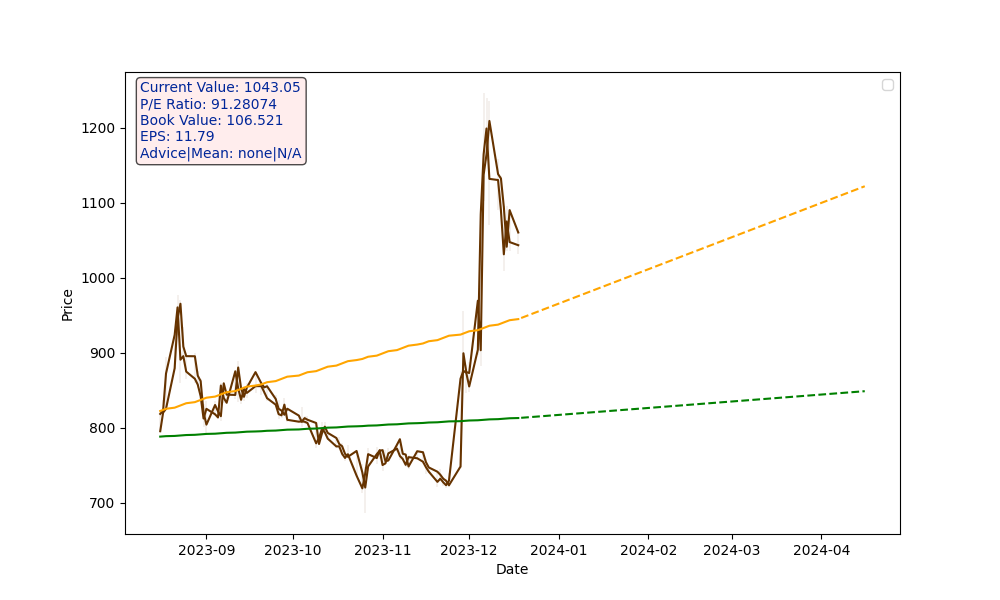 Current Value: 1043.05
P/E Ratio: 91.28074
Book Value: 106.521
EPS: 11.79
Advice|Mean: none|N/A
1200
1100
1000
900
800
700
Price
2023-09 2023-10 2023-11 2023-12 2024-01 2024-02 2024-03 2024-04
Date